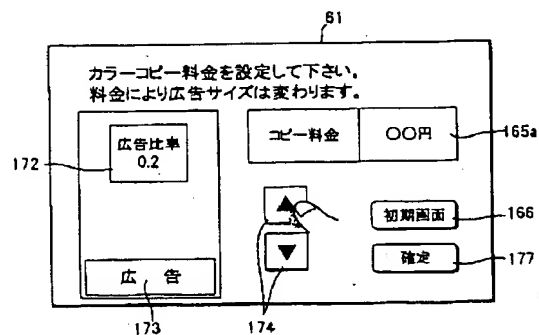 61
カラーコピー料金を設定して下さい。
料金により広告サイズは変わります。
広告比率
0.2
172
コピー料金
〇〇円
165a
▲
▼
初期画面
166
確定
177
広 告
173
174